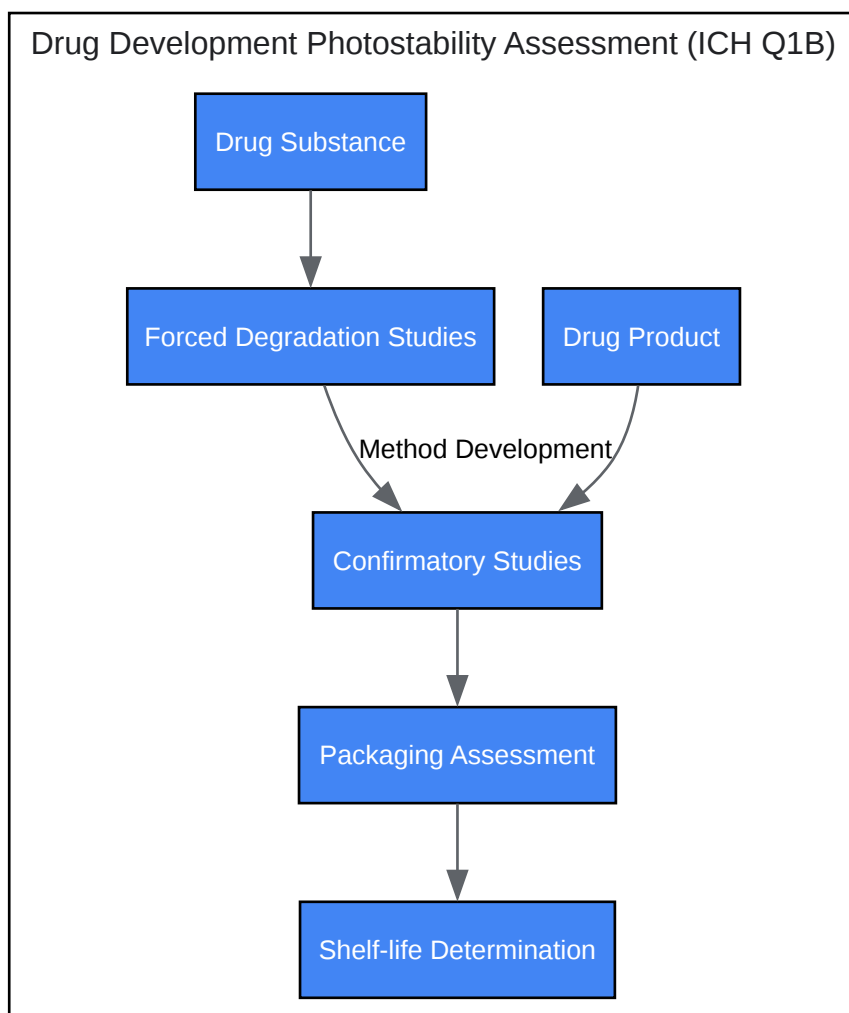 Drug Development Photostability Assessment (ICH Q1B)
Drug Substance
Forced Degradation Studies
Drug Product
Method Development
Confirmatory Studies
Packaging Assessment
Shelf-life Determination